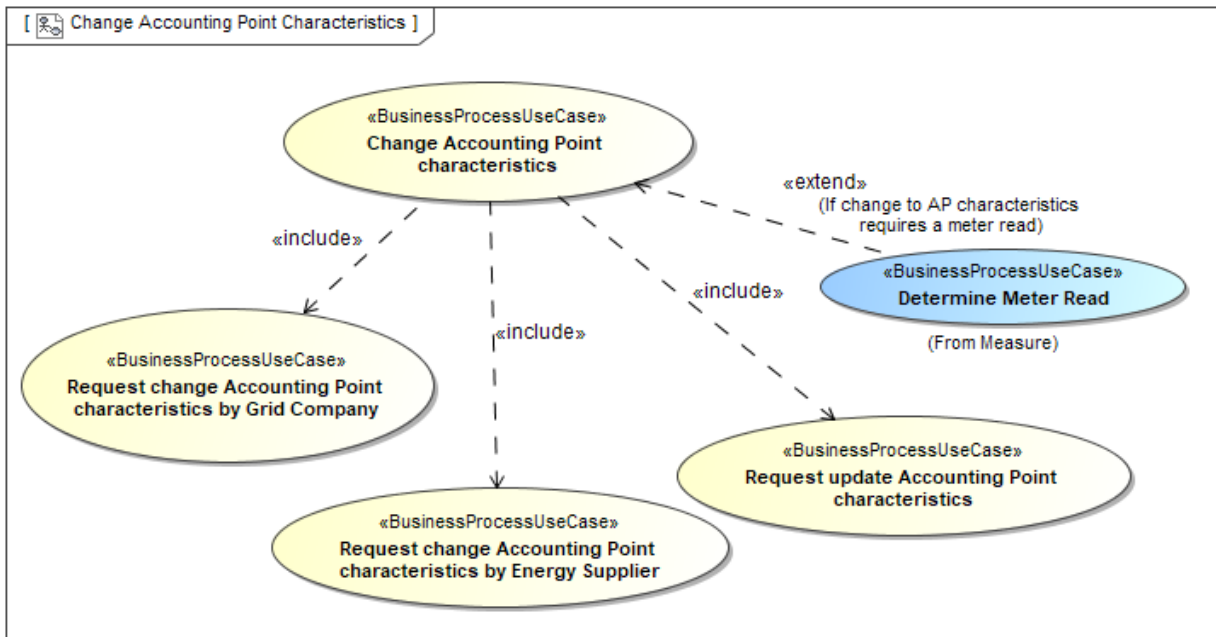 [ Change Accounting Point Characteristics ]
«BusinessProcessUseCase»
Change Accounting Point
characteristics
«extend»
(If change to AP characteristics
requires a meter read)
«include»
«BusinessProcessUseCase»
Determine Meter Read
(From Measure)
«include»
«include»
«BusinessProcessUseCase»
Request change Accounting Point
characteristics by Grid Company
«BusinessProcessUseCase»
Request update Accounting Point
characteristics
«BusinessProcessUseCase»
Request change Accounting Point
characteristics by Energy Supplier